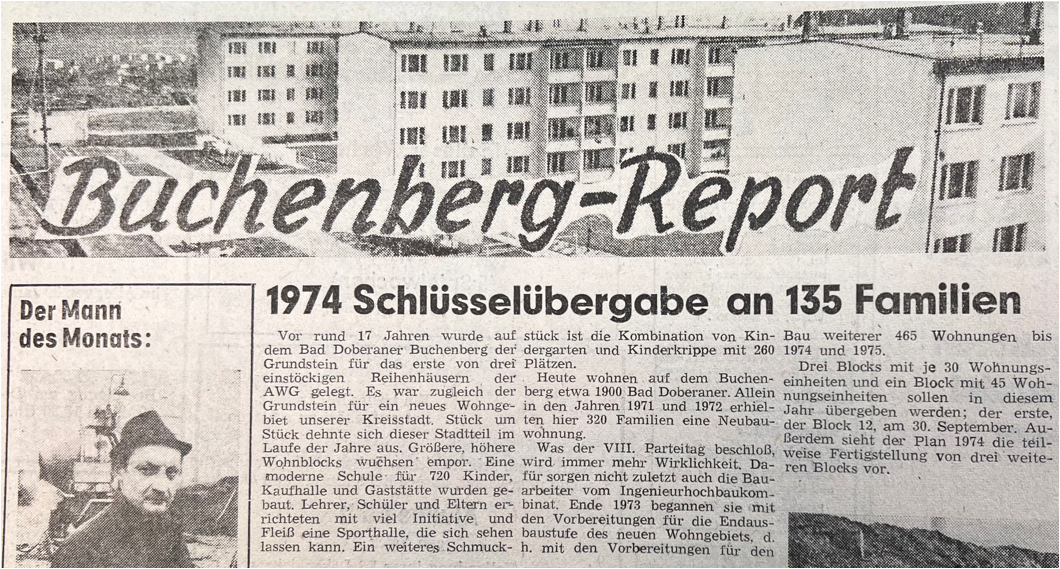 Buchenberg-Report
Der Mann
des Monats:
1974 Schlüsselübergabe an 135 Familien
Vor rund 17 Jahren wurde auf
dem Bad Doberaner Buchenberg der
Grundstein für das erste von drei
einstöckigen Reihenhäusern der
AWG gelegt. Es war zugleich der
Grundstein für ein neues Wohnge-
biet unserer Kreisstadt. Stück um
Stück dehnte sich dieser Stadtteil im
Laufe der Jahre aus. Größere, höhere
Wohnblocks wuchsen empor. Eine
moderne Schule für 720 Kinder,
Kaufhalle und Gaststätte wurden ge-
baut. Lehrer, Schüler und Eltern er-
richteten mit viel Initiative und
Fleiß eine Sporthalle, die sich sehen
lassen kann. Ein weiteres Schmuck-
stück ist die Kombination von Kin-
dergarten und Kinderkrippe mit 260
Plätzen.
Heute wohnen auf dem Buchen-
berg etwa 1900 Bad Doberaner. Allein
in den Jahren 1971 und 1972 erhiel-
ten hier 320 Familien eine Neubau-
wohnung.
Was der VIII. Parteitag beschloß,
wird immer mehr Wirklichkeit. Da-
für sorgen nicht zuletzt auch die Bau-
arbeiter vom Ingenieurhochbaukom-
binat. Ende 1973 begannen sie mit
den Vorbereitungen für die Endaus-
baustufe des neuen Wohngebiets, d.
h. mit den Vorbereitungen für den
Bau weiterer 465 Wohnungen bis
1974 und 1975.
Drei Blocks mit je 30 Wohnungs-
einheiten und ein Block mit 45 Woh-
nungseinheiten sollen in diesem
Jahr übergeben werden; der erste,
der Block 12, am 30. September. Au-
ßerdem sieht der Plan 1974 die teil-
weise Fertigstellung von drei weite-
ren Blocks vor.